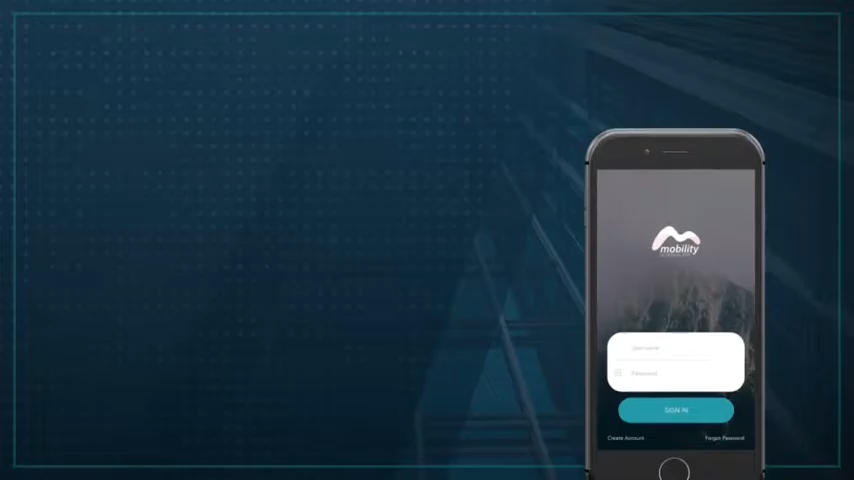 mobility
Username
Password
SIGN IN
Create Account
Forgot Password